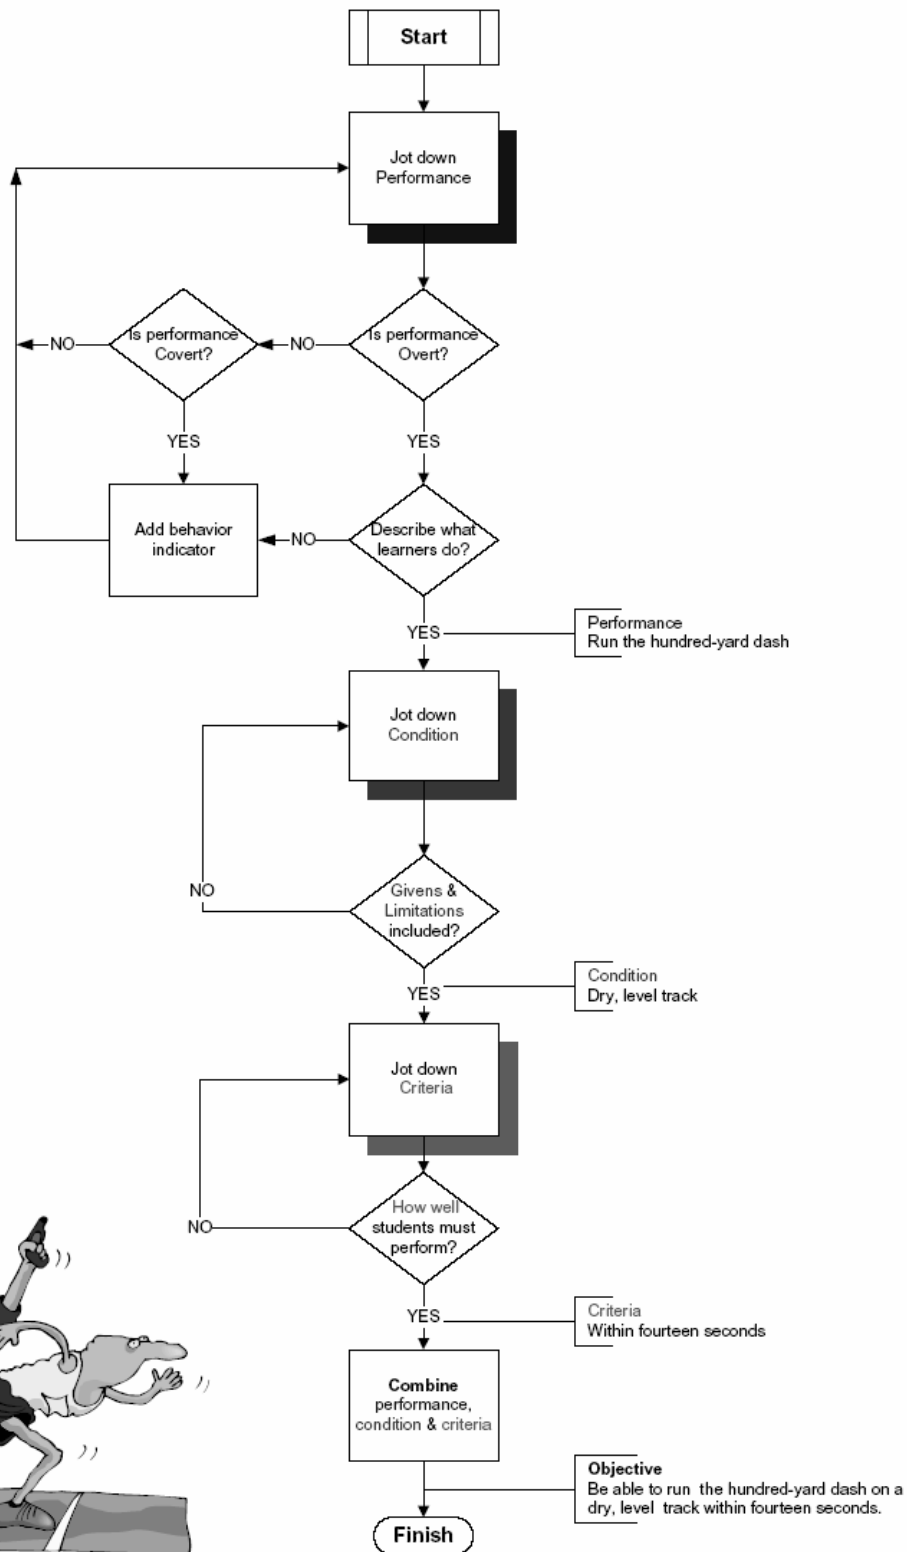 Start
Jot down
Performance
Is performance
Covert?
NO
NO
Is performance
Overt?
YES
YES
Add behavior
indicator
NO
Describe what
learners do?
YES
Performance
Run the hundred-yard dash
Jot down
Condition
NO
Givens &
Limitations
included?
YES
Condition
Dry, level track
Jot down
Criteria
NO
How well
students must
perform?
YES
Criteria
Within fourteen seconds
Combine
performance,
condition & criteria
Objective
Be able to run the hundred-yard dash on a
dry, level track within fourteen seconds.
Finish